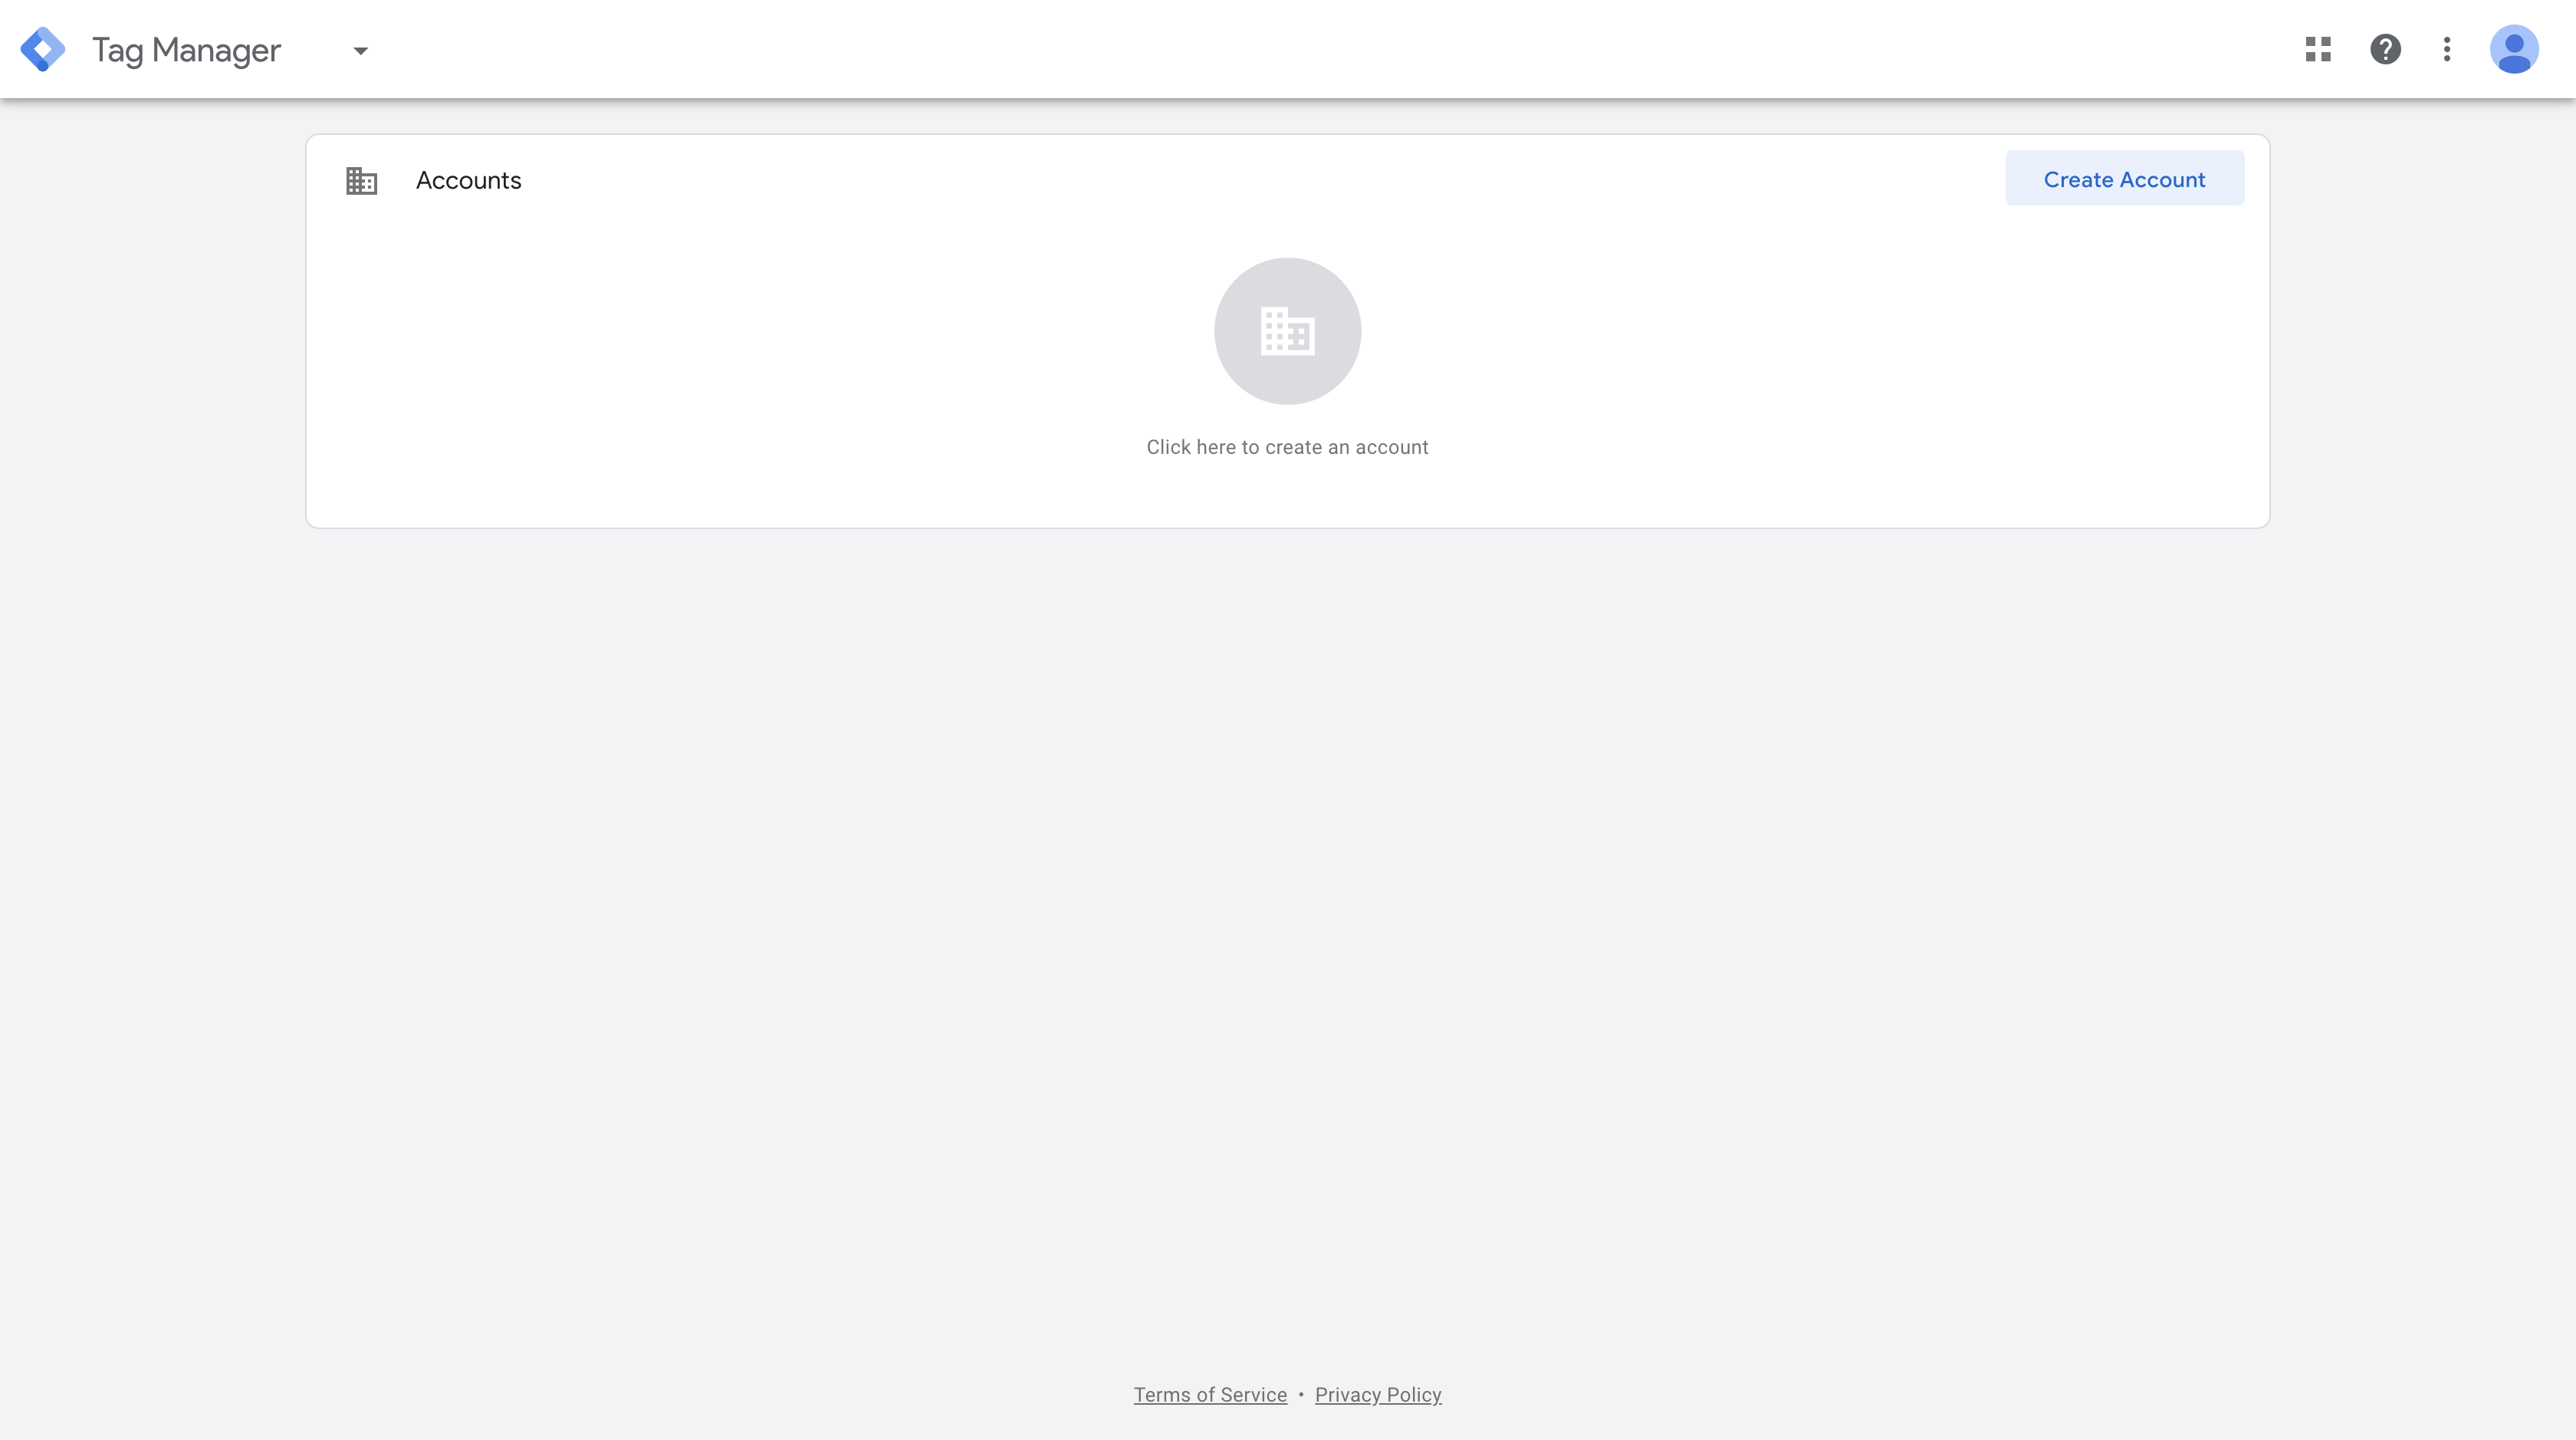 Tag Manager
Accounts
Create Account
Click here to create an account
Terms of Service • Privacy Policy